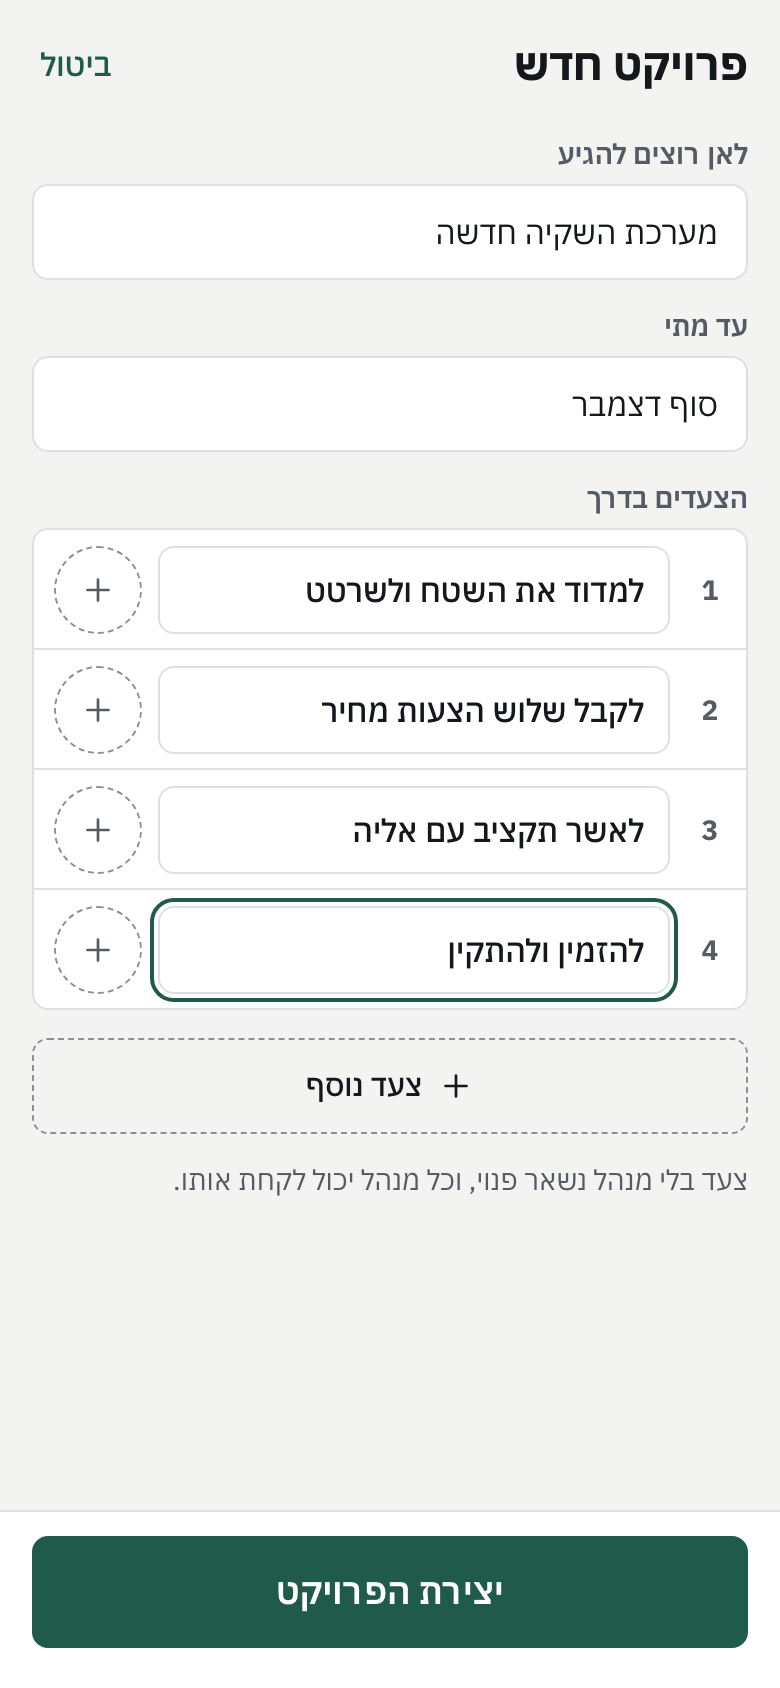 פרויקט חדש
ביטול
לאן רוצים להגיע
מערכת השקיה חדשה
עד מתי
סוף דצמבר
הצעדים בדרך
1 למדוד את השטח ולשרטט +
2 לקבל שלוש הצעות מחיר +
3 לאשר תקציב עם אליה +
4 להזמין ולהתקין +
+ צעד נוסף
צעד בלי מנהל נשאר פנוי, וכל מנהל יכול לקחת אותו.
יצירת הפרויקט